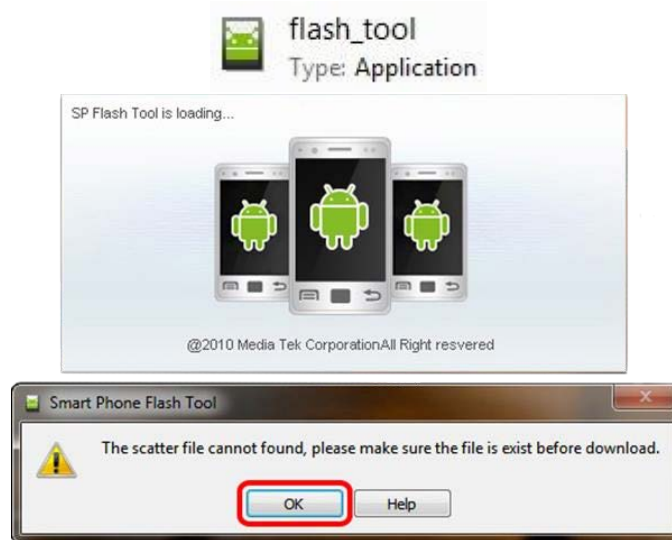 flash_tool
Type: Application
SP Flash Tool is loading...
@2010 Media Tek CorporationAll Right resvered
Smart Phone Flash Tool
The scatter file cannot found, please make sure the file is exist before download.
OK
Help